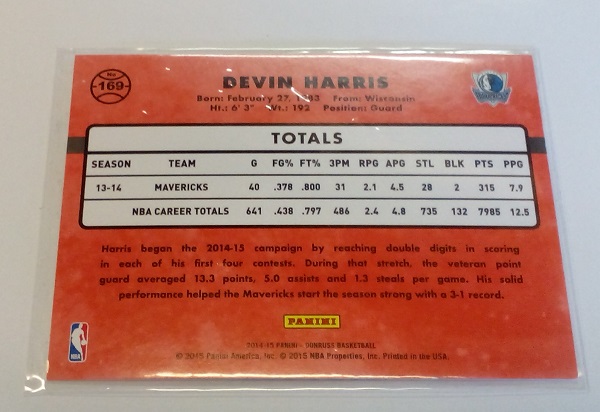 No
169
DEVIN HARRIS
Born: February 27, 1983 From: Wisconsin
Ht.: 6' 3" Wt.: 192 Position: Guard
TOTALS
SEASON TEAM G FG% FT% 3PM RPG APG STL BLK PTS PPG
13-14 MAVERICKS 40 .378 .800 31 2.1 4.5 28 2 315 7.9
NBA CAREER TOTALS 641 .438 .797 486 2.4 4.8 735 132 7985 12.5
Harris began the 2014-15 campaign by reaching double digits in scoring
in each of his first four contests. During that stretch, the veteran point
guard averaged 13.3 points, 5.0 assists and 1.3 steals per game. His solid
performance helped the Mavericks start the season strong with a 3-1 record.
PANINI
NBA
2014-15 PANINI - DONRUSS BASKETBALL
© 2015 Panini America, Inc. © 2015 NBA Properties, Inc. Printed in the USA.